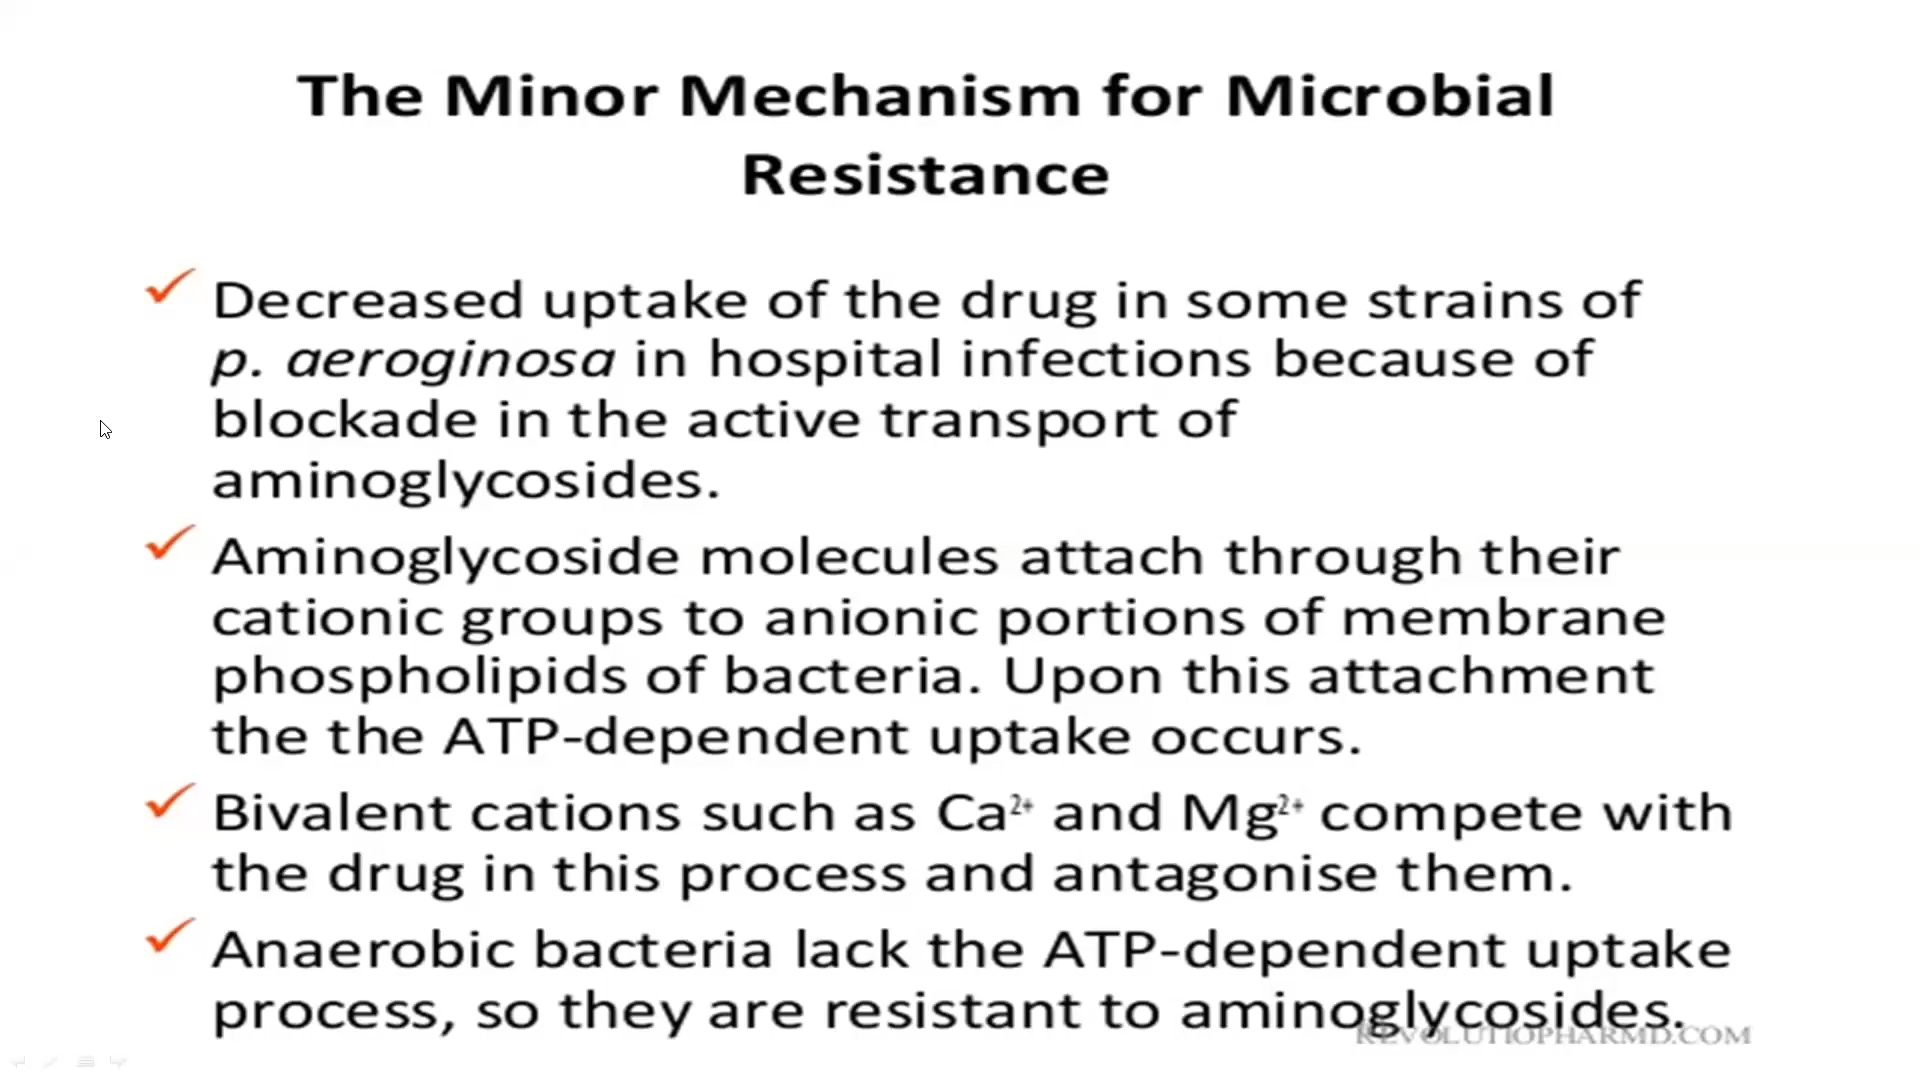 The Minor Mechanism for Microbial
Resistance
Decreased uptake of the drug in some strains of
p. aeroginosa in hospital infections because of
blockade in the active transport of
aminoglycosides.
Aminoglycoside molecules attach through their
cationic groups to anionic portions of membrane
phospholipids of bacteria. Upon this attachment
the the ATP-dependent uptake occurs.
Bivalent cations such as Ca²⁺ and Mg²⁺ compete with
the drug in this process and antagonise them.
Anaerobic bacteria lack the ATP-dependent uptake
process, so they are resistant to aminoglycosides.
REVOLUTIOPHARMD.COM